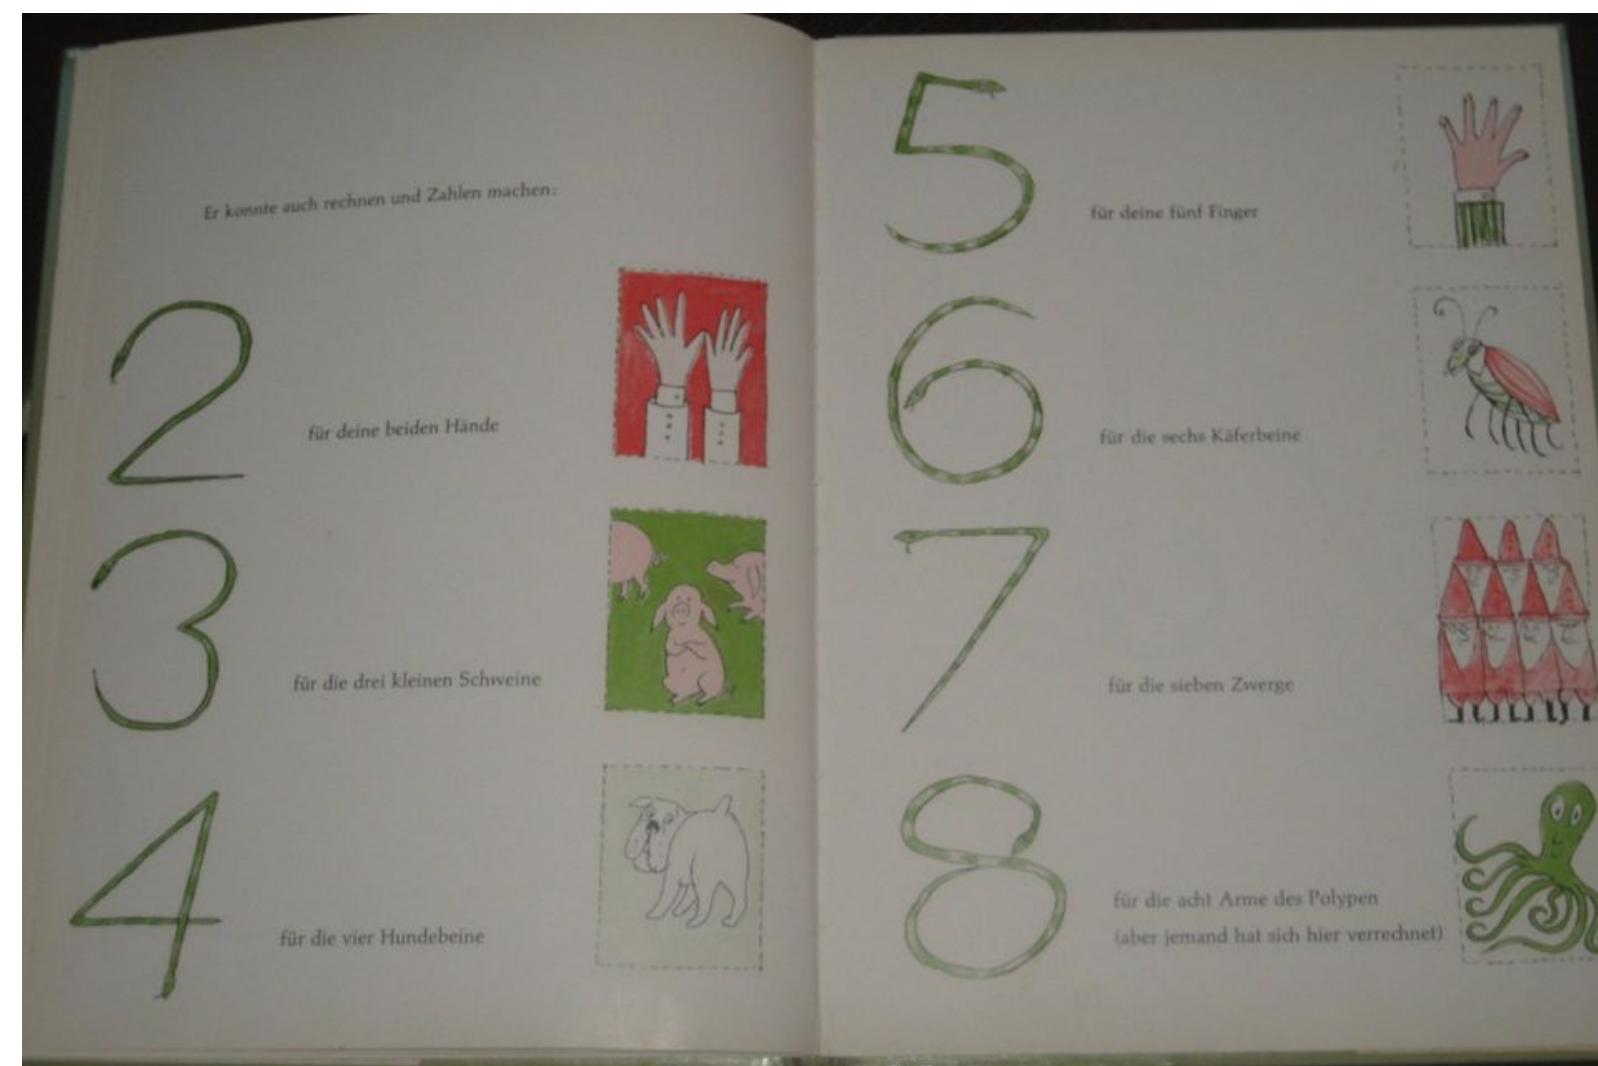 Er konnte auch rechnen und Zahlen machen:
2
für deine beiden Hände
3
für die drei kleinen Schweine
4
für die vier Hundebeine
5
für deine fünf Finger
6
für die sechs Käferbeine
7
für die sieben Zwerge
8
für die acht Arme des Polypen
(aber jemand hat sich hier verrechnet)